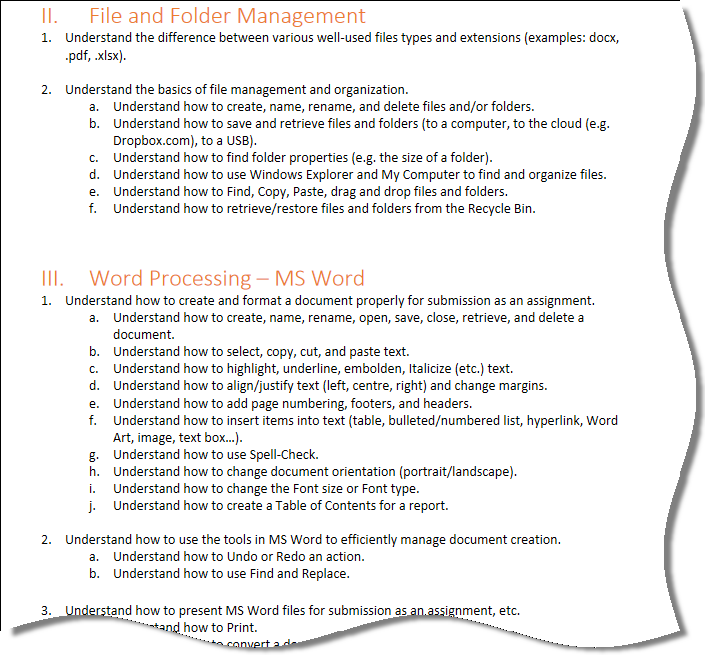 II. File and Folder Management
1. Understand the difference between various well-used files types and extensions (examples: docx,
.pdf, .xlsx).
2. Understand the basics of file management and organization.
a. Understand how to create, name, rename, and delete files and/or folders.
b. Understand how to save and retrieve files and folders (to a computer, to the cloud (e.g.
Dropbox.com), to a USB).
c. Understand how to find folder properties (e.g. the size of a folder).
d. Understand how to use Windows Explorer and My Computer to find and organize files.
e. Understand how to Find, Copy, Paste, drag and drop files and folders.
f. Understand how to retrieve/restore files and folders from the Recycle Bin.
III. Word Processing – MS Word
1. Understand how to create and format a document properly for submission as an assignment.
a. Understand how to create, name, rename, open, save, close, retrieve, and delete a
document.
b. Understand how to select, copy, cut, and paste text.
c. Understand how to highlight, underline, embolden, Italicize (etc.) text.
d. Understand how to align/justify text (left, centre, right) and change margins.
e. Understand how to add page numbering, footers, and headers.
f. Understand how to insert items into text (table, bulleted/numbered list, hyperlink, Word
Art, image, text box…).
g. Understand how to use Spell-Check.
h. Understand how to change document orientation (portrait/landscape).
i. Understand how to change the Font size or Font type.
j. Understand how to create a Table of Contents for a report.
2. Understand how to use the tools in MS Word to efficiently manage document creation.
a. Understand how to Undo or Redo an action.
b. Understand how to use Find and Replace.
3. Understand how to present MS Word files for submission as an assignment, etc.
how to Print.
convert a